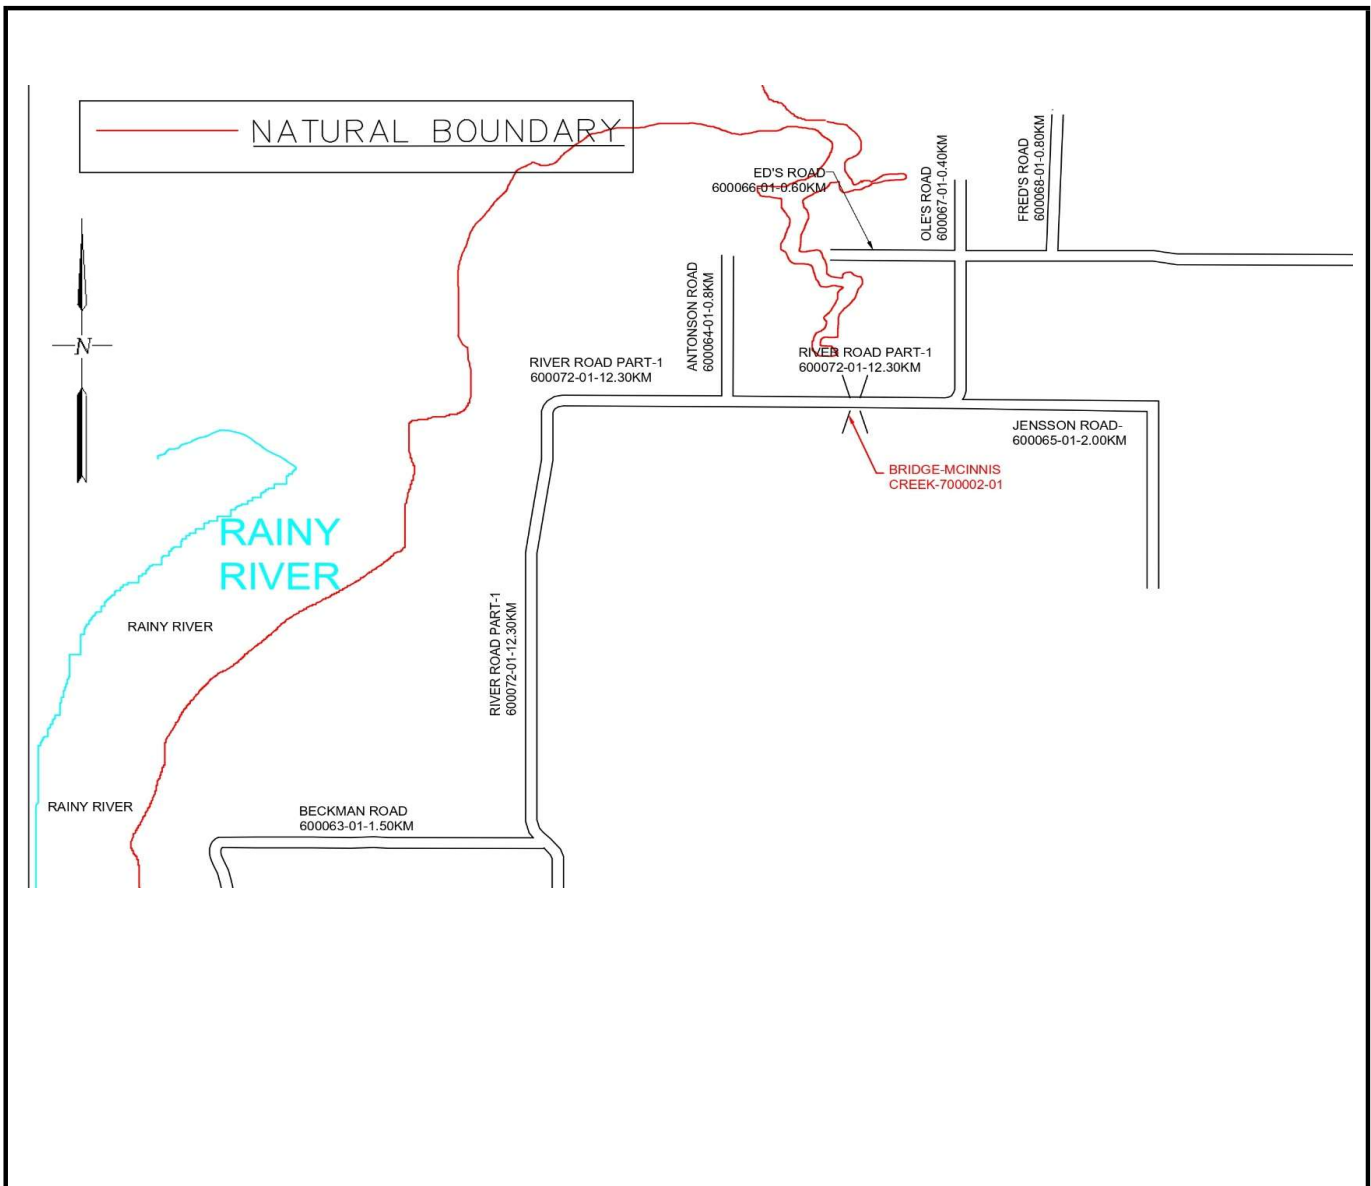 NATURAL BOUNDARY
ED'S ROAD
600066-01-0.60KM
OLE'S ROAD
600067-01-0.40KM
FRED'S ROAD
600068-01-0.80KM
ANTONSON ROAD
600064-01-0.8KM
N
RIVER ROAD PART-1
600072-01-12.30KM
RIVER ROAD PART-1
600072-01-12.30KM
JENSSON ROAD-
600065-01-2.00KM
BRIDGE-MCINNIS
CREEK-700002-01
RAINY
RIVER
RAINY RIVER
RIVER ROAD PART-1
600072-01-12.30KM
RAINY RIVER
BECKMAN ROAD
600063-01-1.50KM